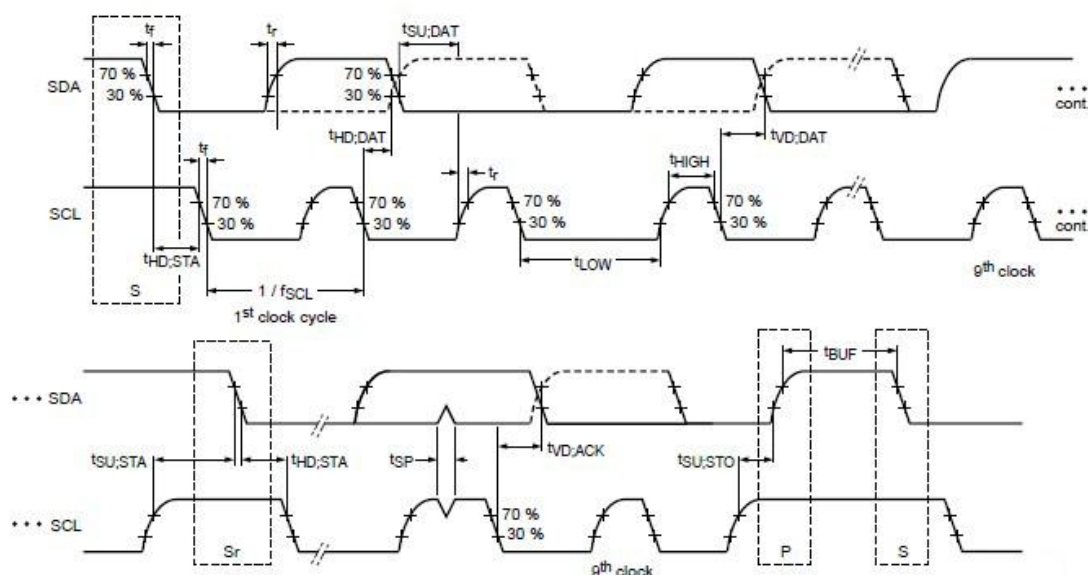 tf
tr
tSU;DAT
SDA
70 %
30 %
70 %
30 %
cont.
tHD;DAT
tVD;DAT
tf
tr
tHIGH
SCL
70 %
30 %
70 %
30 %
70 %
30 %
70 %
30 %
cont.
tHD;STA
tLOW
9th clock
S
1 / fSCL
1st clock cycle
tBUF
••• SDA
tSU;STA
tHD;STA
tSP
tVD;ACK
tSU;STO
••• SCL
70 %
30 %
Sr
P
S
9th clock